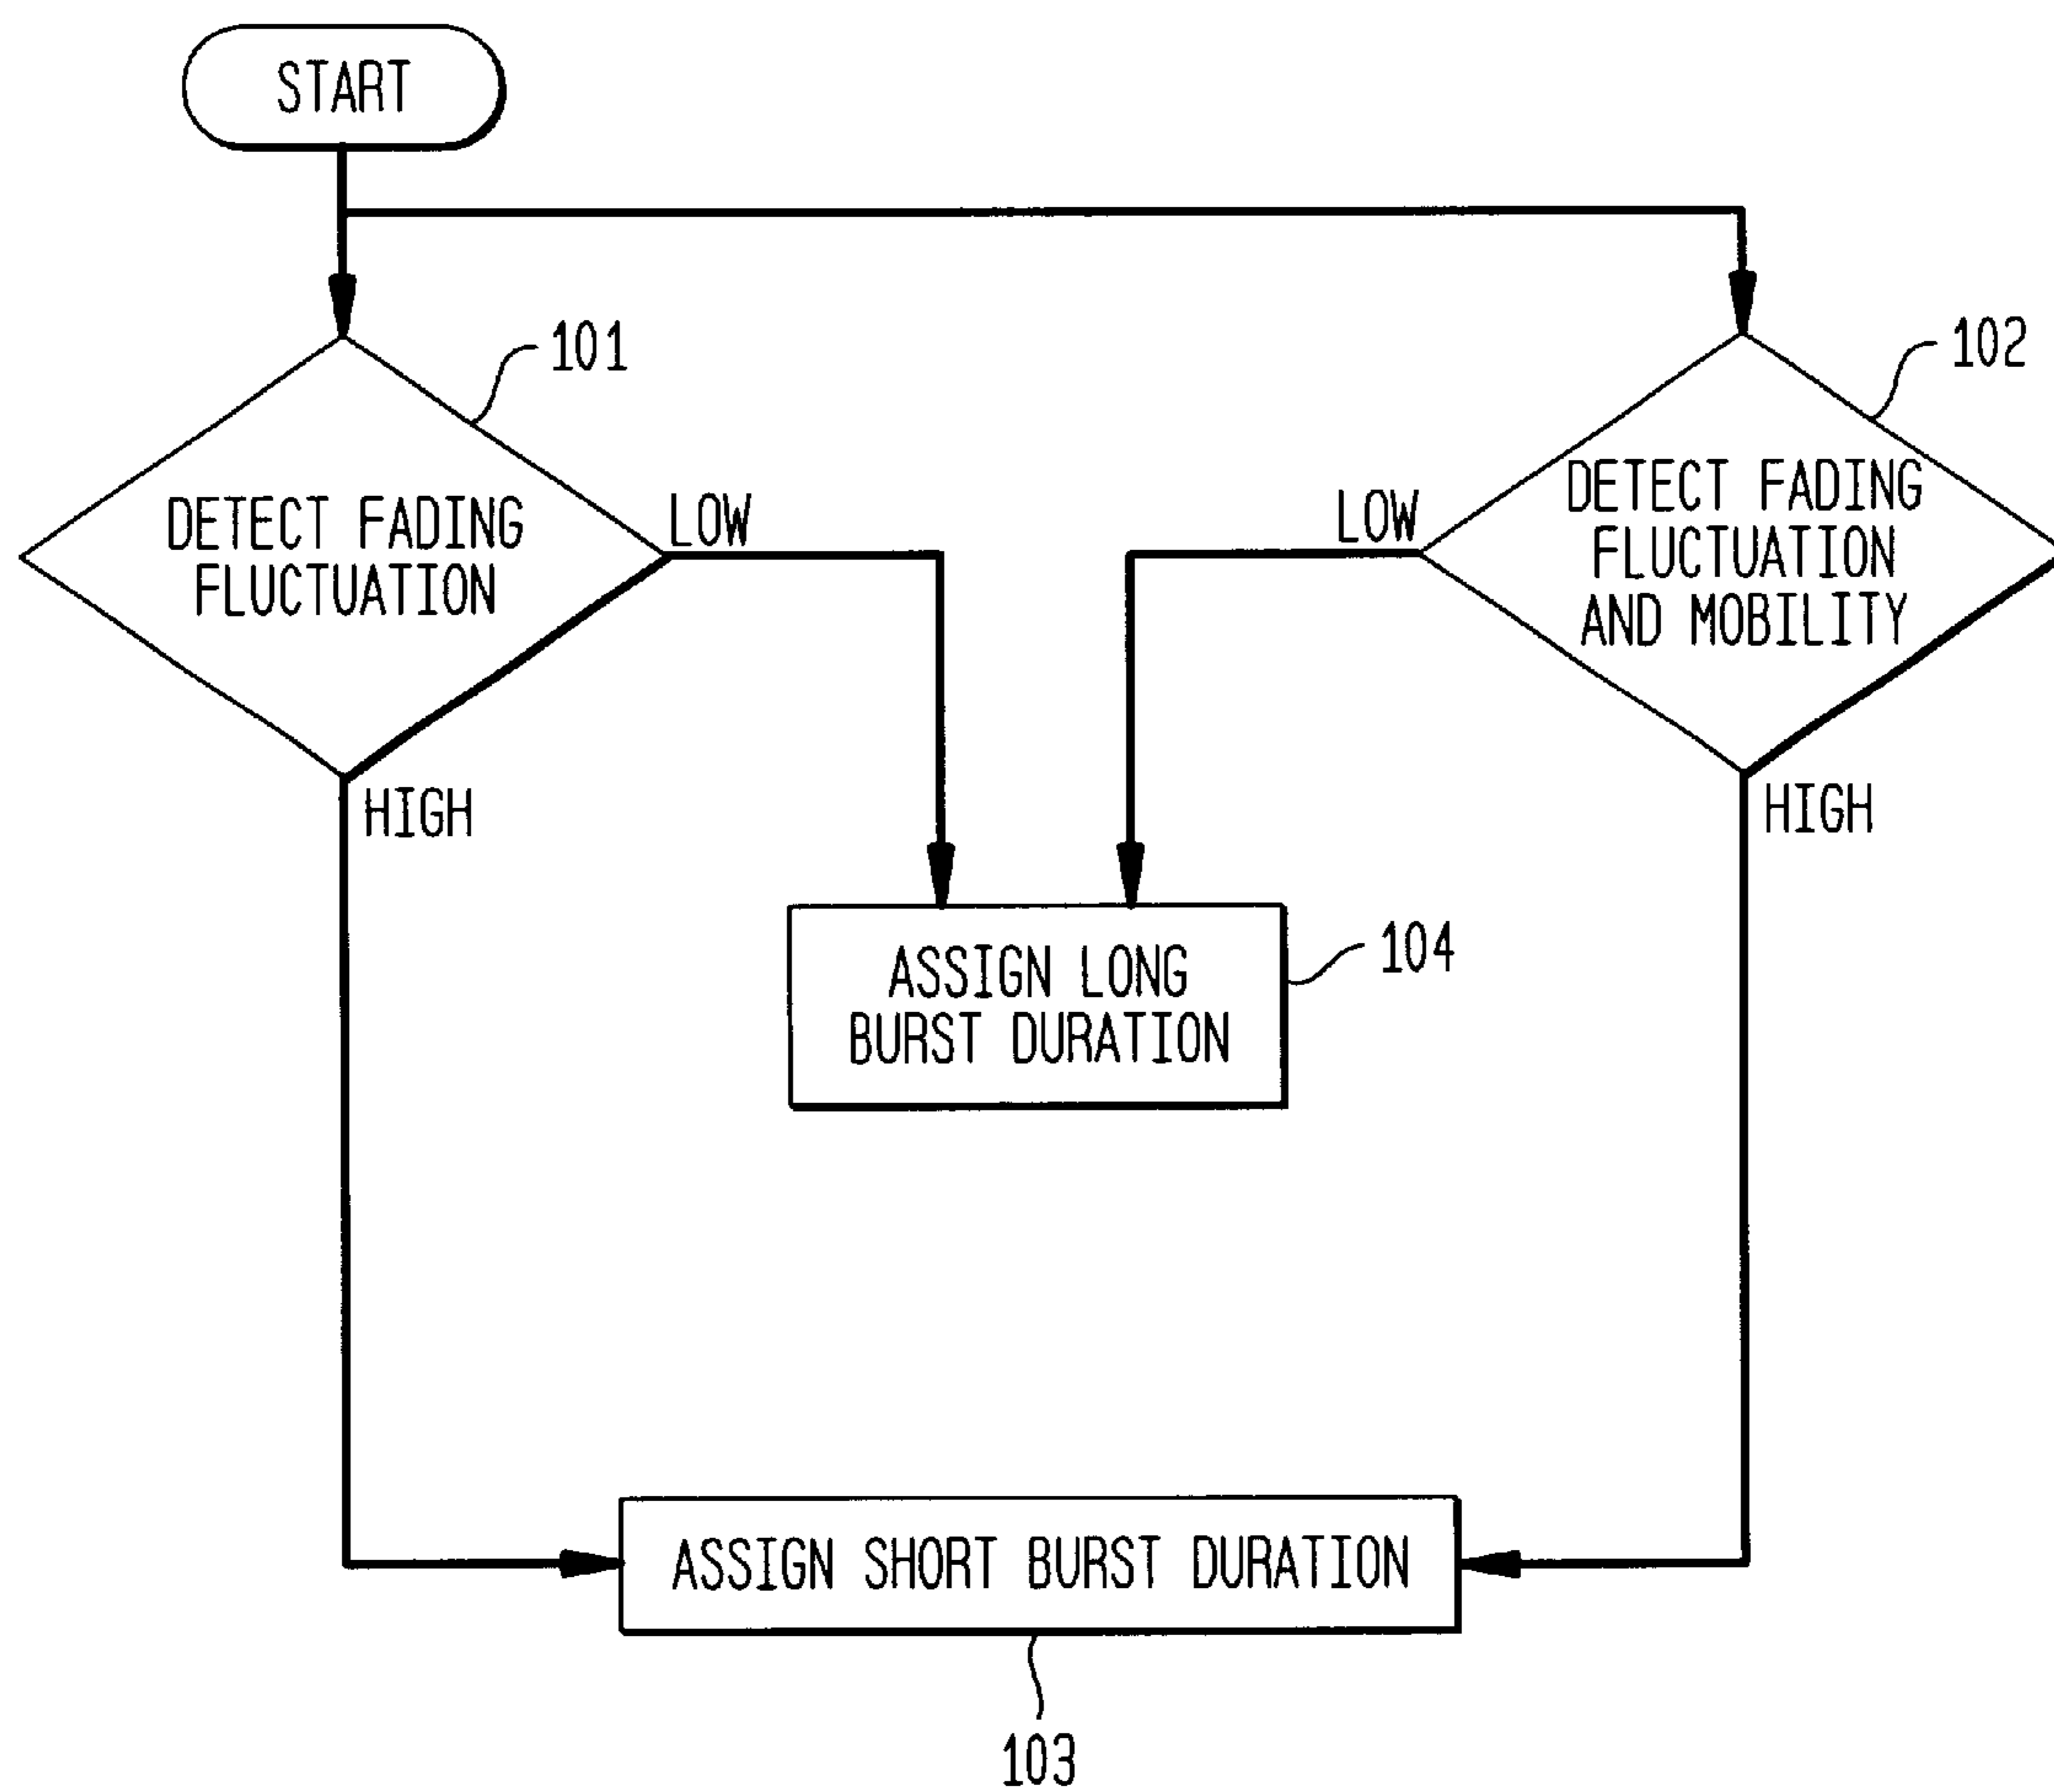 START
101
102
DETECT FADING
FLUCTUATION
LOW
LOW
DETECT FADING
FLUCTUATION
AND MOBILITY
HIGH
HIGH
ASSIGN LONG
BURST DURATION
104
ASSIGN SHORT BURST DURATION
103